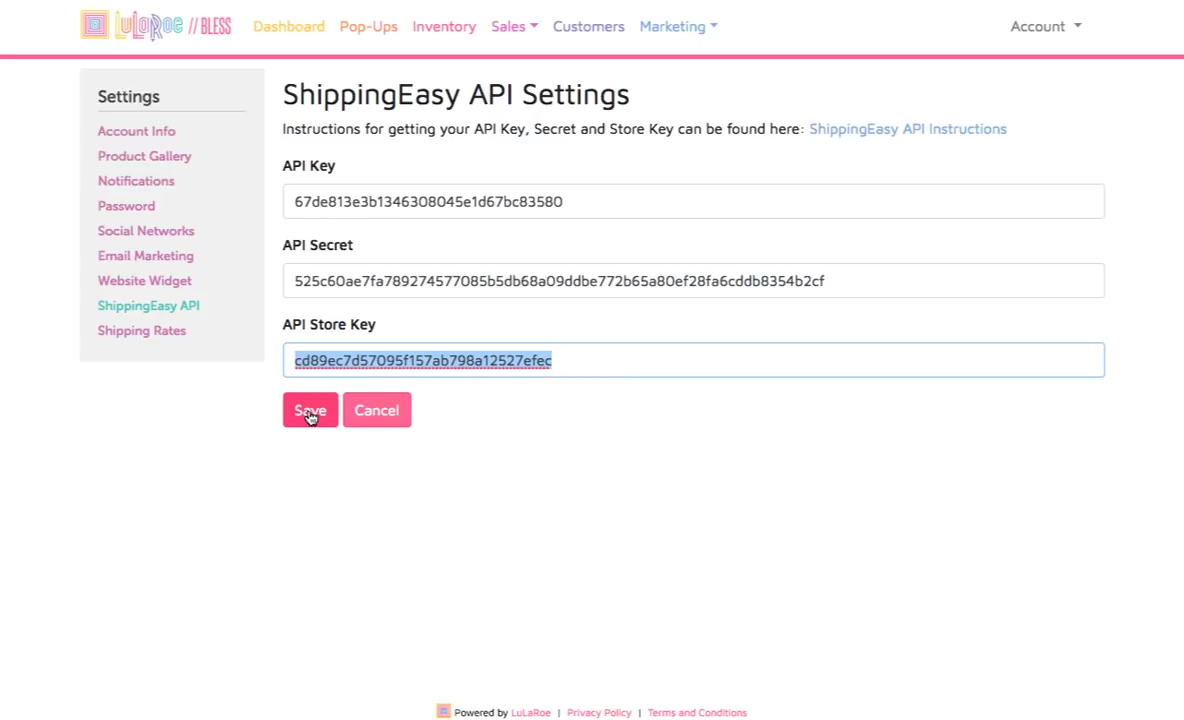 LuLaRoe // BLESS Dashboard Pop-Ups Inventory Sales Customers Marketing Account
Settings
Account Info
Product Gallery
Notifications
Password
Social Networks
Email Marketing
Website Widget
ShippingEasy API
Shipping Rates
ShippingEasy API Settings
Instructions for getting your API Key, Secret and Store Key can be found here: ShippingEasy API Instructions
API Key
67de813e3b1346308045e1d67bc83580
API Secret
525c60ae7fa789274577085b5db68a09ddbe772b65a80ef28fa6cddb8354b2cf
API Store Key
cd89ec7d57095f157ab798a12527efec
Save Cancel
Powered by LuLaRoe | Privacy Policy | Terms and Conditions